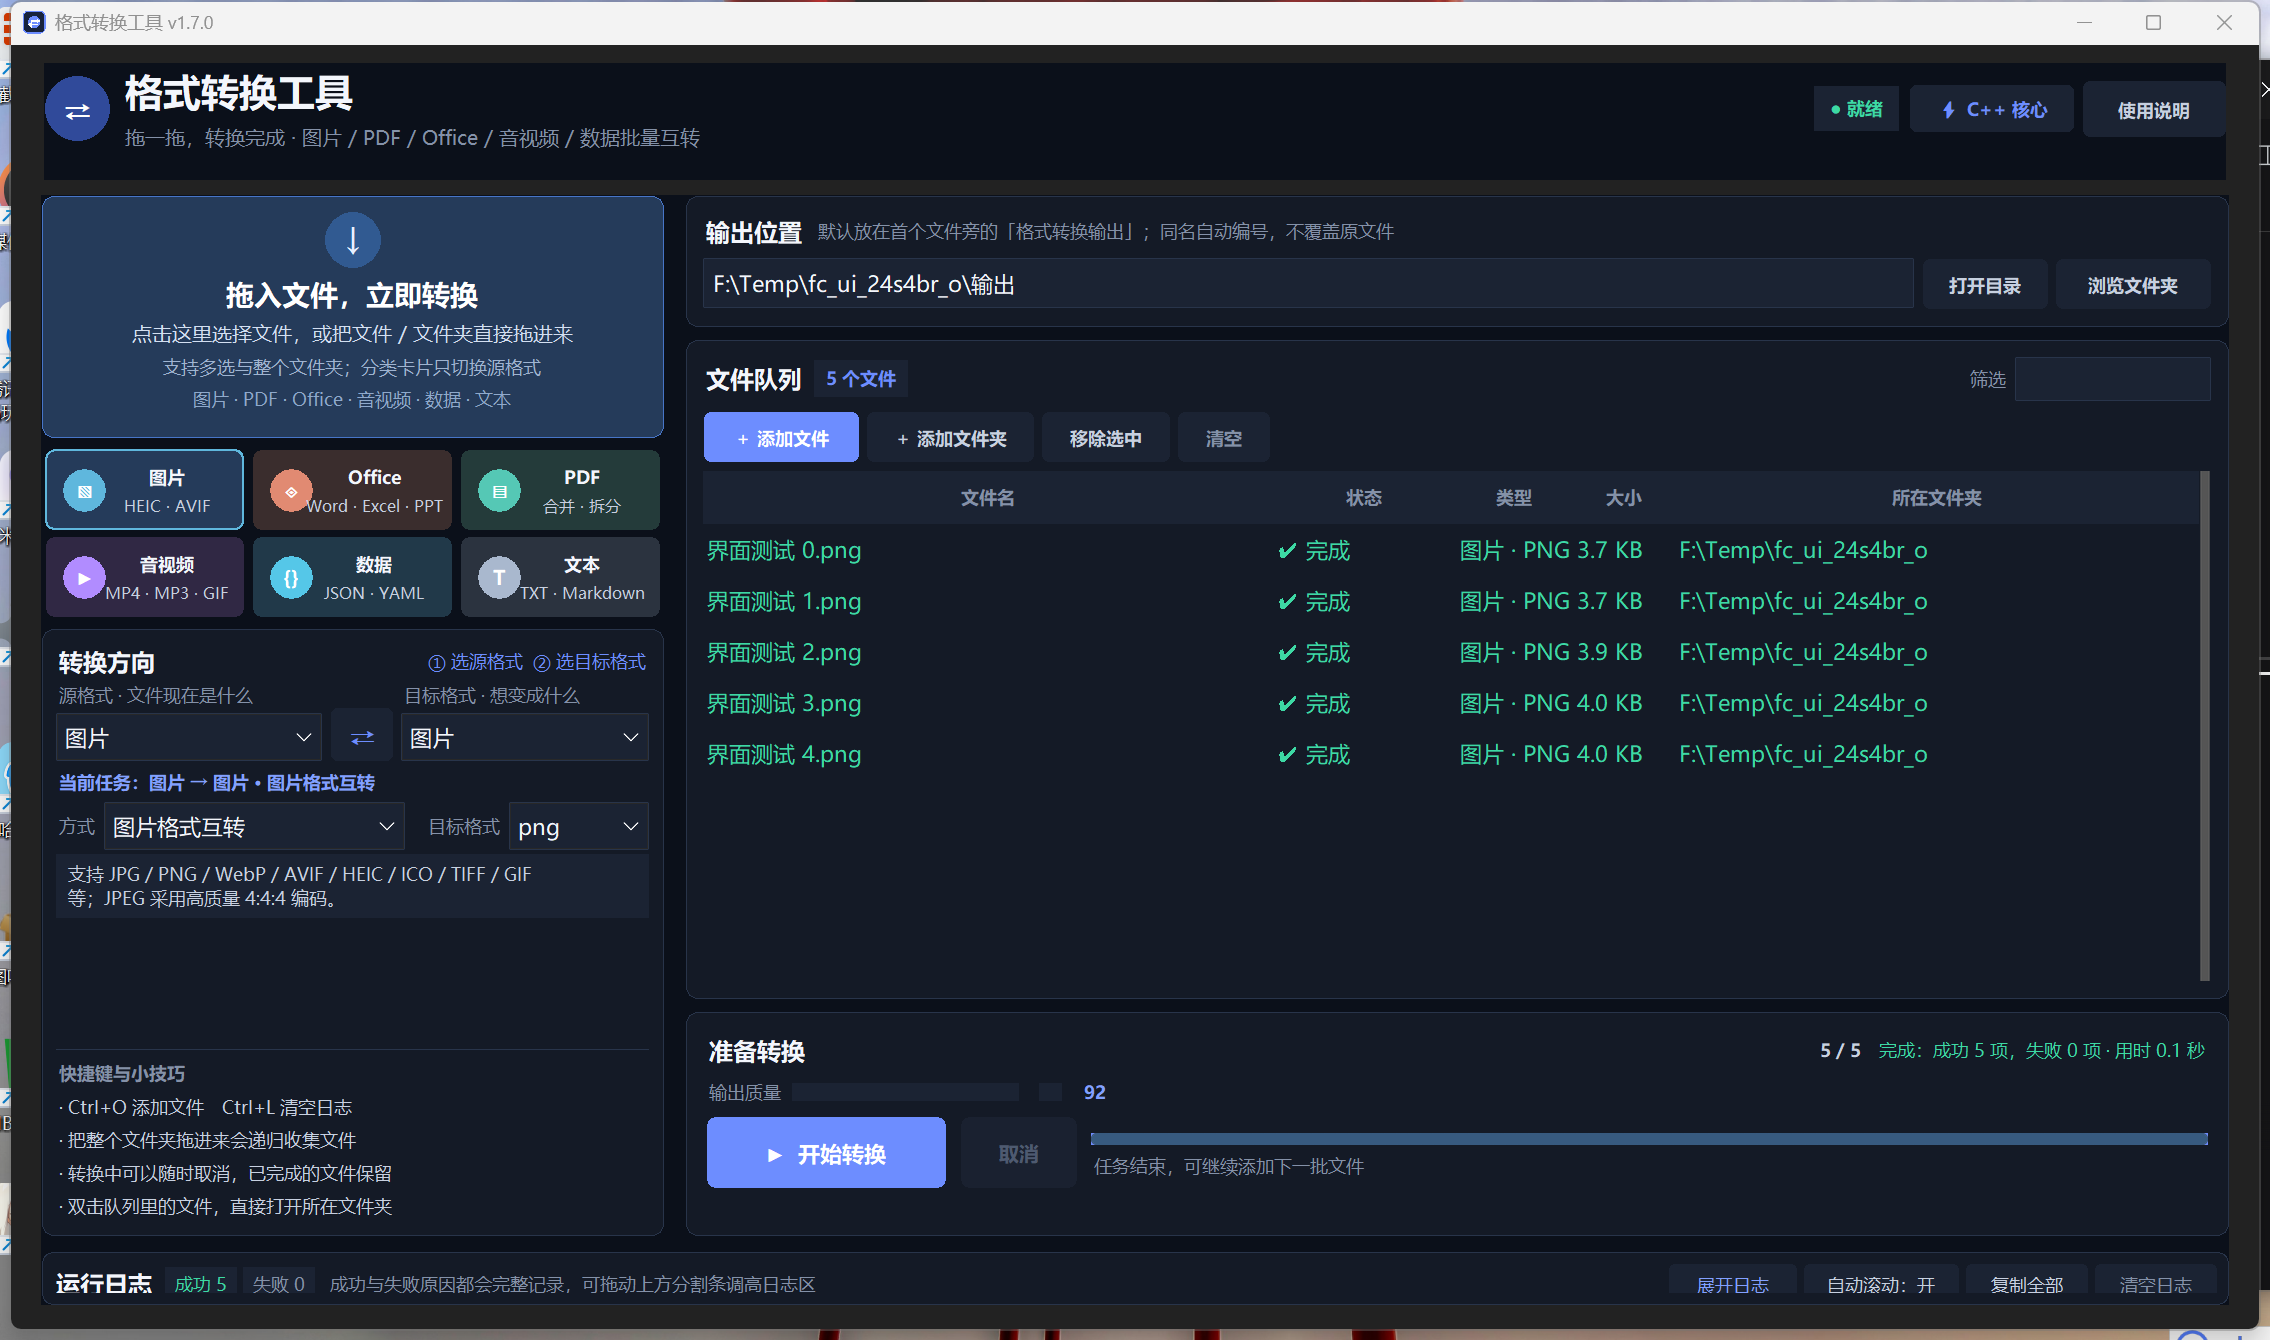 格式转换工具 v1.7.0
格式转换工具
拖一拖，转换完成 · 图片 / PDF / Office / 音视频 / 数据批量互转
● 就绪
C++ 核心
使用说明
拖入文件，立即转换
点击这里选择文件，或把文件 / 文件夹直接拖进来
支持多选与整个文件夹；分类卡片只切换源格式
图片 · PDF · Office · 音视频 · 数据 · 文本
图片
HEIC · AVIF
Office
Word · Excel · PPT
PDF
合并 · 拆分
音视频
MP4 · MP3 · GIF
{}
数据
JSON · YAML
T
文本
TXT · Markdown
转换方向
① 选源格式 ② 选目标格式
源格式 · 文件现在是什么
目标格式 · 想变成什么
图片
⇄
图片
当前任务：图片 → 图片 · 图片格式互转
方式
图片格式互转
目标格式
png
支持 JPG / PNG / WebP / AVIF / HEIC / ICO / TIFF / GIF
等；JPEG 采用高质量 4:4:4 编码。
快捷键与小技巧
· Ctrl+O 添加文件 Ctrl+L 清空日志
· 把整个文件夹拖进来会递归收集文件
· 转换中可以随时取消，已完成的文件保留
· 双击队列里的文件，直接打开所在文件夹
输出位置 默认放在首个文件旁的「格式转换输出」；同名自动编号，不覆盖原文件
F:\Temp\fc_ui_24s4br_o\输出
打开目录
浏览文件夹
文件队列
5 个文件
筛选
+ 添加文件
+ 添加文件夹
移除选中
清空
文件名 状态 类型 大小 所在文件夹
界面测试 0.png ✔ 完成 图片 · PNG 3.7 KB F:\Temp\fc_ui_24s4br_o
界面测试 1.png ✔ 完成 图片 · PNG 3.7 KB F:\Temp\fc_ui_24s4br_o
界面测试 2.png ✔ 完成 图片 · PNG 3.9 KB F:\Temp\fc_ui_24s4br_o
界面测试 3.png ✔ 完成 图片 · PNG 4.0 KB F:\Temp\fc_ui_24s4br_o
界面测试 4.png ✔ 完成 图片 · PNG 4.0 KB F:\Temp\fc_ui_24s4br_o
准备转换
5 / 5 完成：成功 5 项，失败 0 项 · 用时 0.1 秒
输出质量
92
▶ 开始转换
取消
任务结束，可继续添加下一批文件
运行日志
成功 5
失败 0
成功与失败原因都会完整记录，可拖动上方分割条调高日志区
展开日志
自动滚动：开
复制全部
清空日志